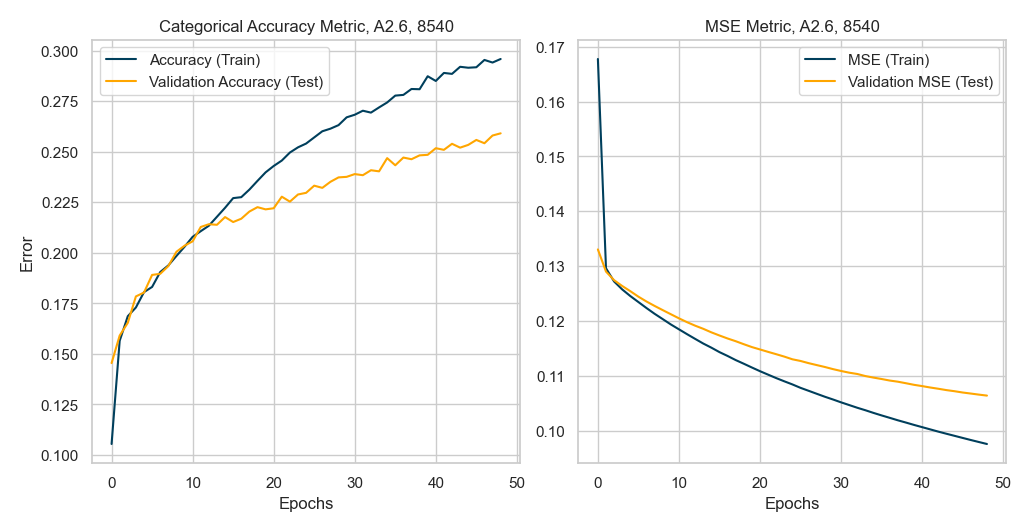 Categorical Accuracy Metric, A2.6, 8540
Accuracy (Train)
Validation Accuracy (Test)
0.300
0.275
0.250
0.225
0.200
0.175
0.150
0.125
0.100
Error
0 10 20 30 40 50
Epochs
MSE Metric, A2.6, 8540
MSE (Train)
Validation MSE (Test)
0.17
0.16
0.15
0.14
0.13
0.12
0.11
0.10
0 10 20 30 40 50
Epochs